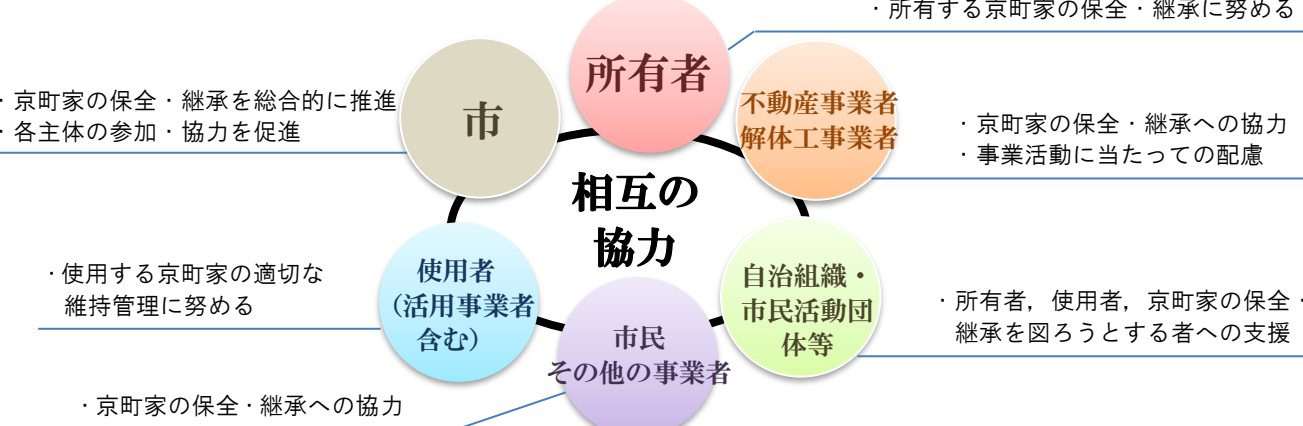 ・所有する京町家の保全・継承に努める
所有者
市
・京町家の保全・継承を総合的に推進
・各主体の参加・協力を促進
不動産事業者
解体工事業者
・京町家の保全・継承への協力
・事業活動に当たっての配慮
相互の
協力
使用者
（活用事業者
含む）
・使用する京町家の適切な
維持管理に努める
自治組織・
市民活動団
体等
・所有者，使用者，京町家の保全・
継承を図ろうとする者への支援
市民
その他の事業者
・京町家の保全・継承への協力